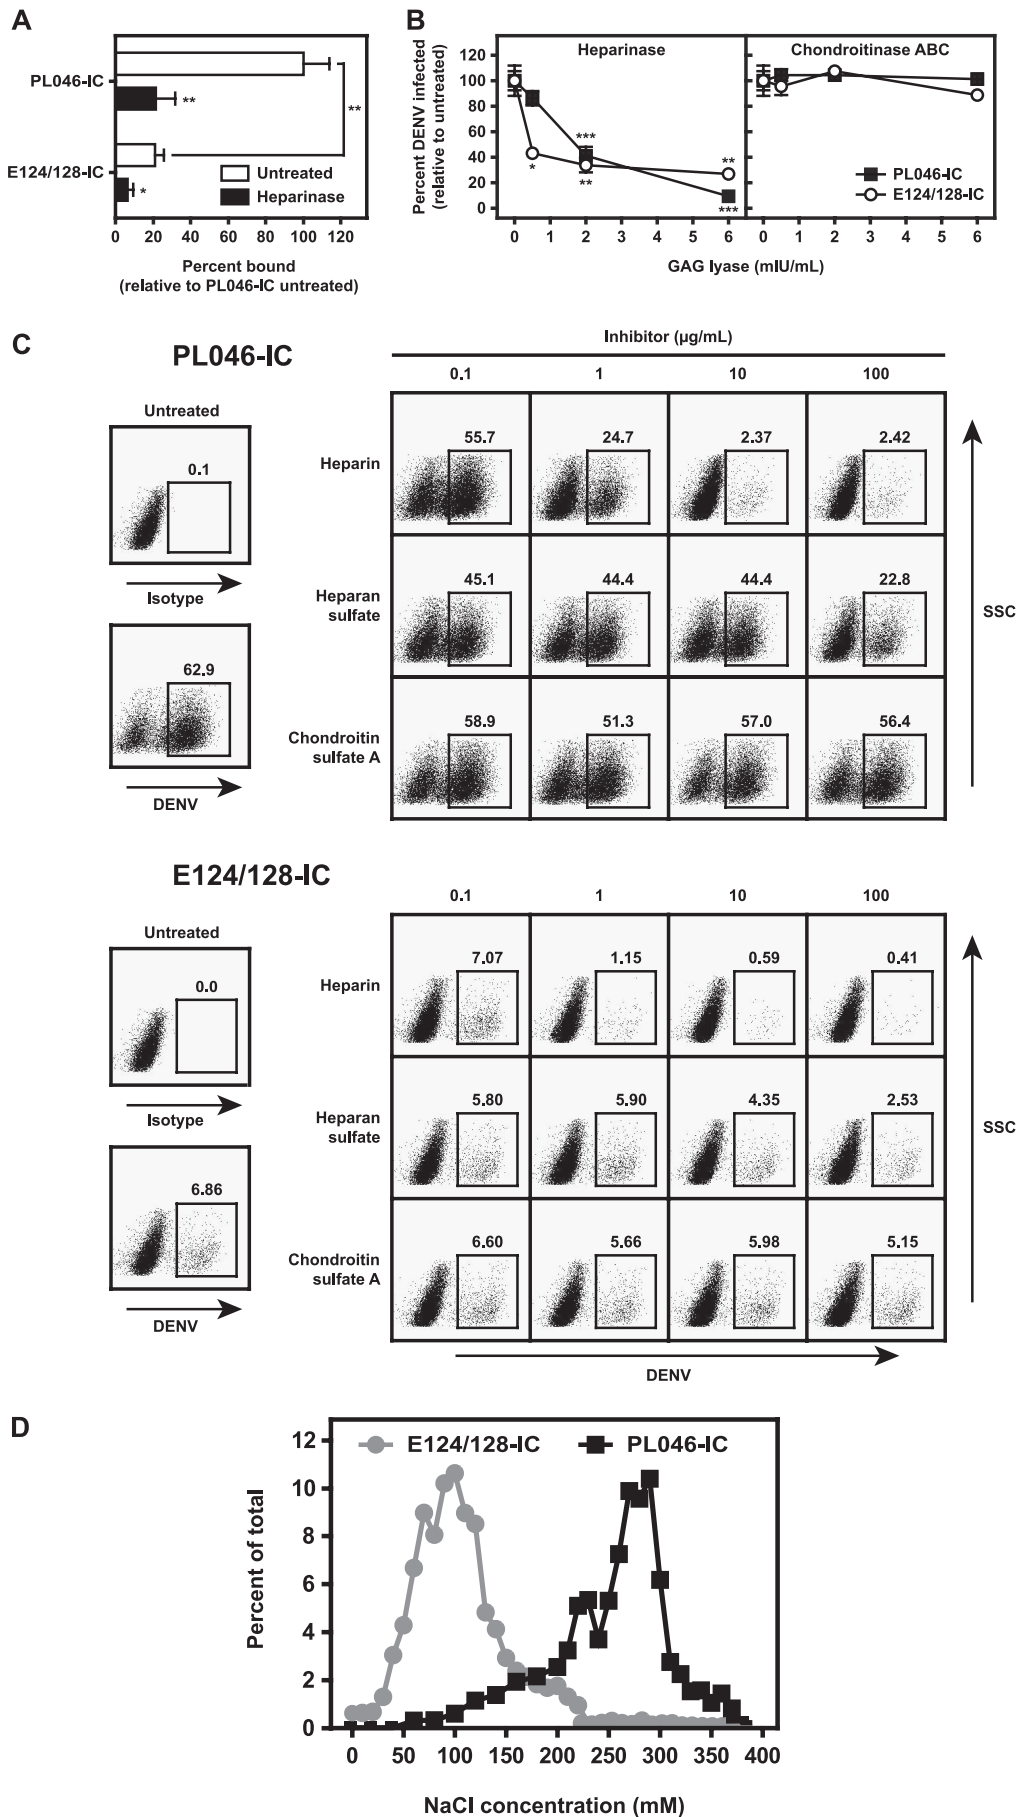 A
PL046-IC
**
**
E124/128-IC
*
Untreated
Heparinase
0 20 40 60 80 100 120
Percent bound
(relative to PL046-IC untreated)
B
Percent DENV infected
(relative to untreated)
120
100
80
60
40
20
0
Heparinase
***
*
**
**
***
0 1 2 3 4 5 6
Chondroitinase ABC
PL046-IC
E124/128-IC
0 1 2 3 4 5 6
GAG lyase (mIU/mL)
C
PL046-IC
Inhibitor (µg/mL)
0.1 1 10 100
Untreated
0.1
Isotype
62.9
DENV
Heparin
55.7 24.7 2.37 2.42
Heparan
sulfate
45.1 44.4 44.4 22.8
Chondroitin
sulfate A
58.9 51.3 57.0 56.4
SSC
E124/128-IC
0.1 1 10 100
Untreated
0.0
Isotype
6.86
DENV
Heparin
7.07 1.15 0.59 0.41
Heparan
sulfate
5.80 5.90 4.35 2.53
Chondroitin
sulfate A
6.60 5.66 5.98 5.15
SSC
DENV
D
E124/128-IC PL046-IC
Percent of total
12
10
8
6
4
2
0
0 50 100 150 200 250 300 350 400
NaCl concentration (mM)